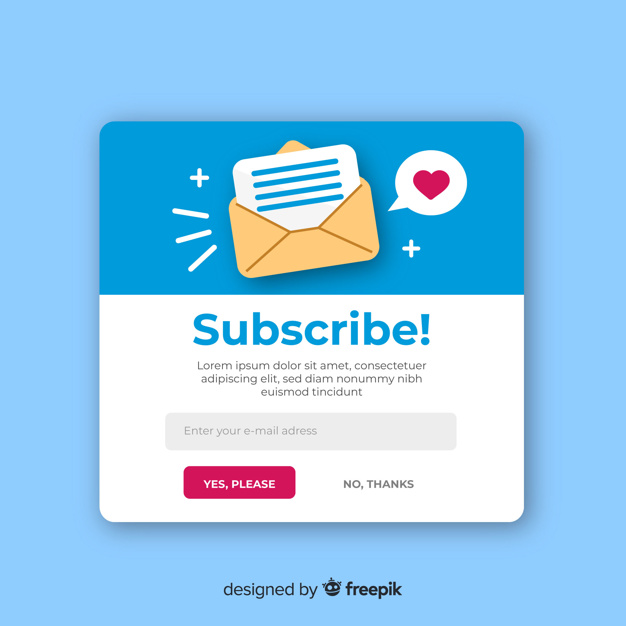 Subscribe!
Lorem ipsum dolor sit amet, consectetuer
adipiscing elit, sed diam nonummy nibh
euismod tincidunt
Enter your e-mail adress
YES, PLEASE
NO, THANKS
designed by freepik